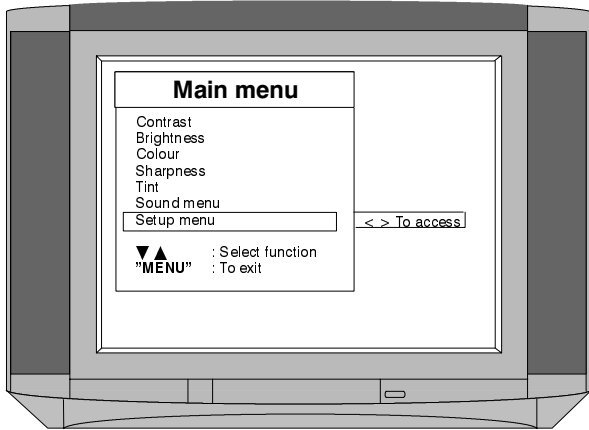 Main menu
Contrast
Brightness
Colour
Sharpness
Tint
Sound menu
Setup menu
< > To access
▼ ▲ : Select function
”MENU” : To exit